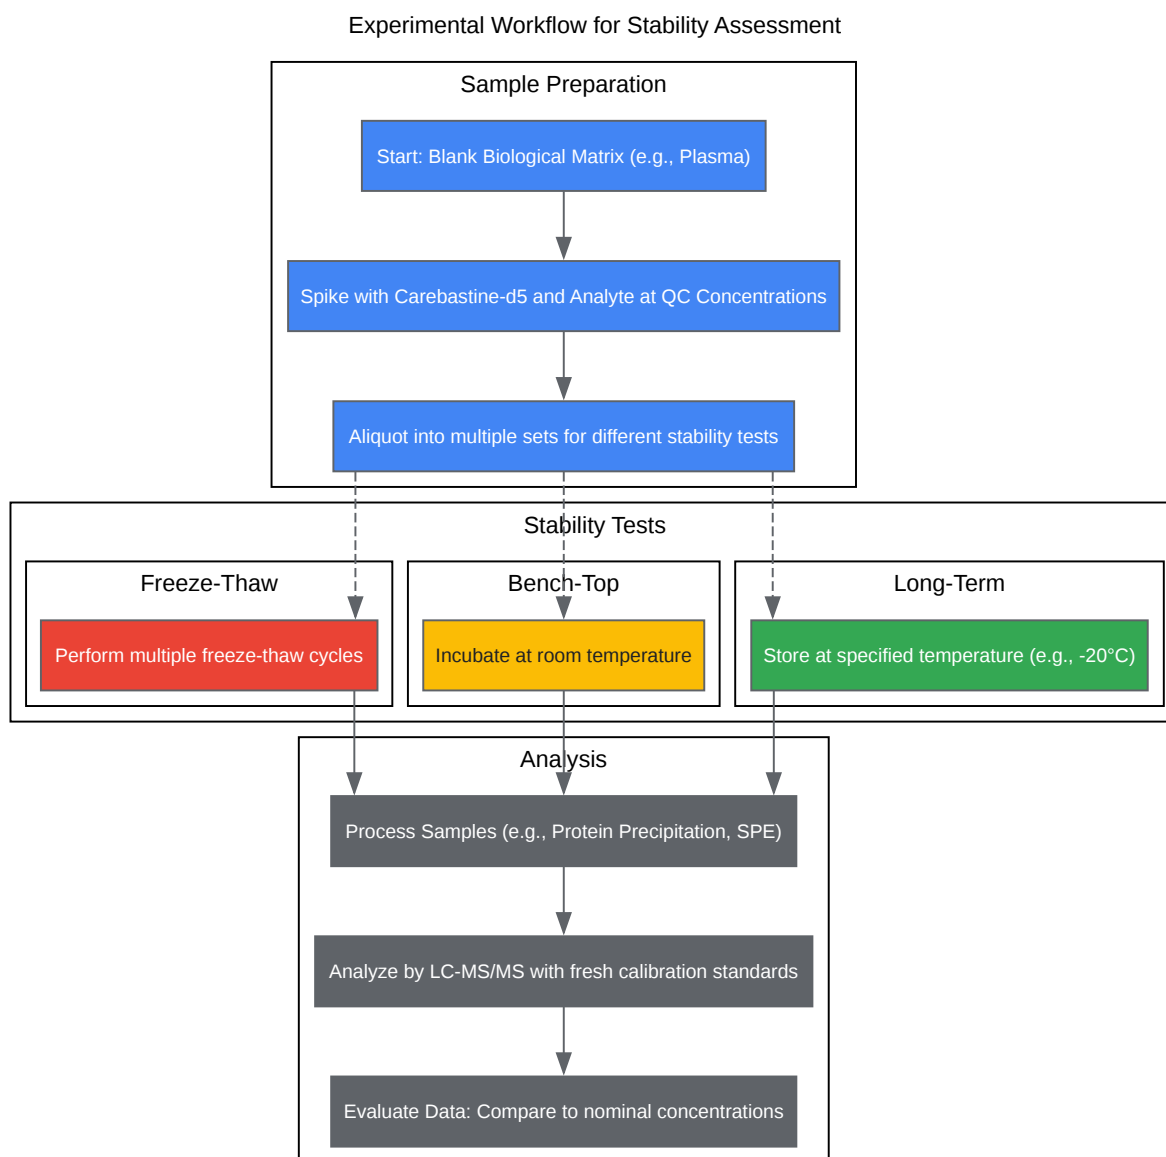 Experimental Workflow for Stability Assessment
Sample Preparation
Start: Blank Biological Matrix (e.g., Plasma)
Spike with Carebastine-d5 and Analyte at QC Concentrations
Aliquot into multiple sets for different stability tests
Stability Tests
Freeze-Thaw
Perform multiple freeze-thaw cycles
Bench-Top
Incubate at room temperature
Long-Term
Store at specified temperature (e.g., -20°C)
Analysis
Process Samples (e.g., Protein Precipitation, SPE)
Analyze by LC-MS/MS with fresh calibration standards
Evaluate Data: Compare to nominal concentrations